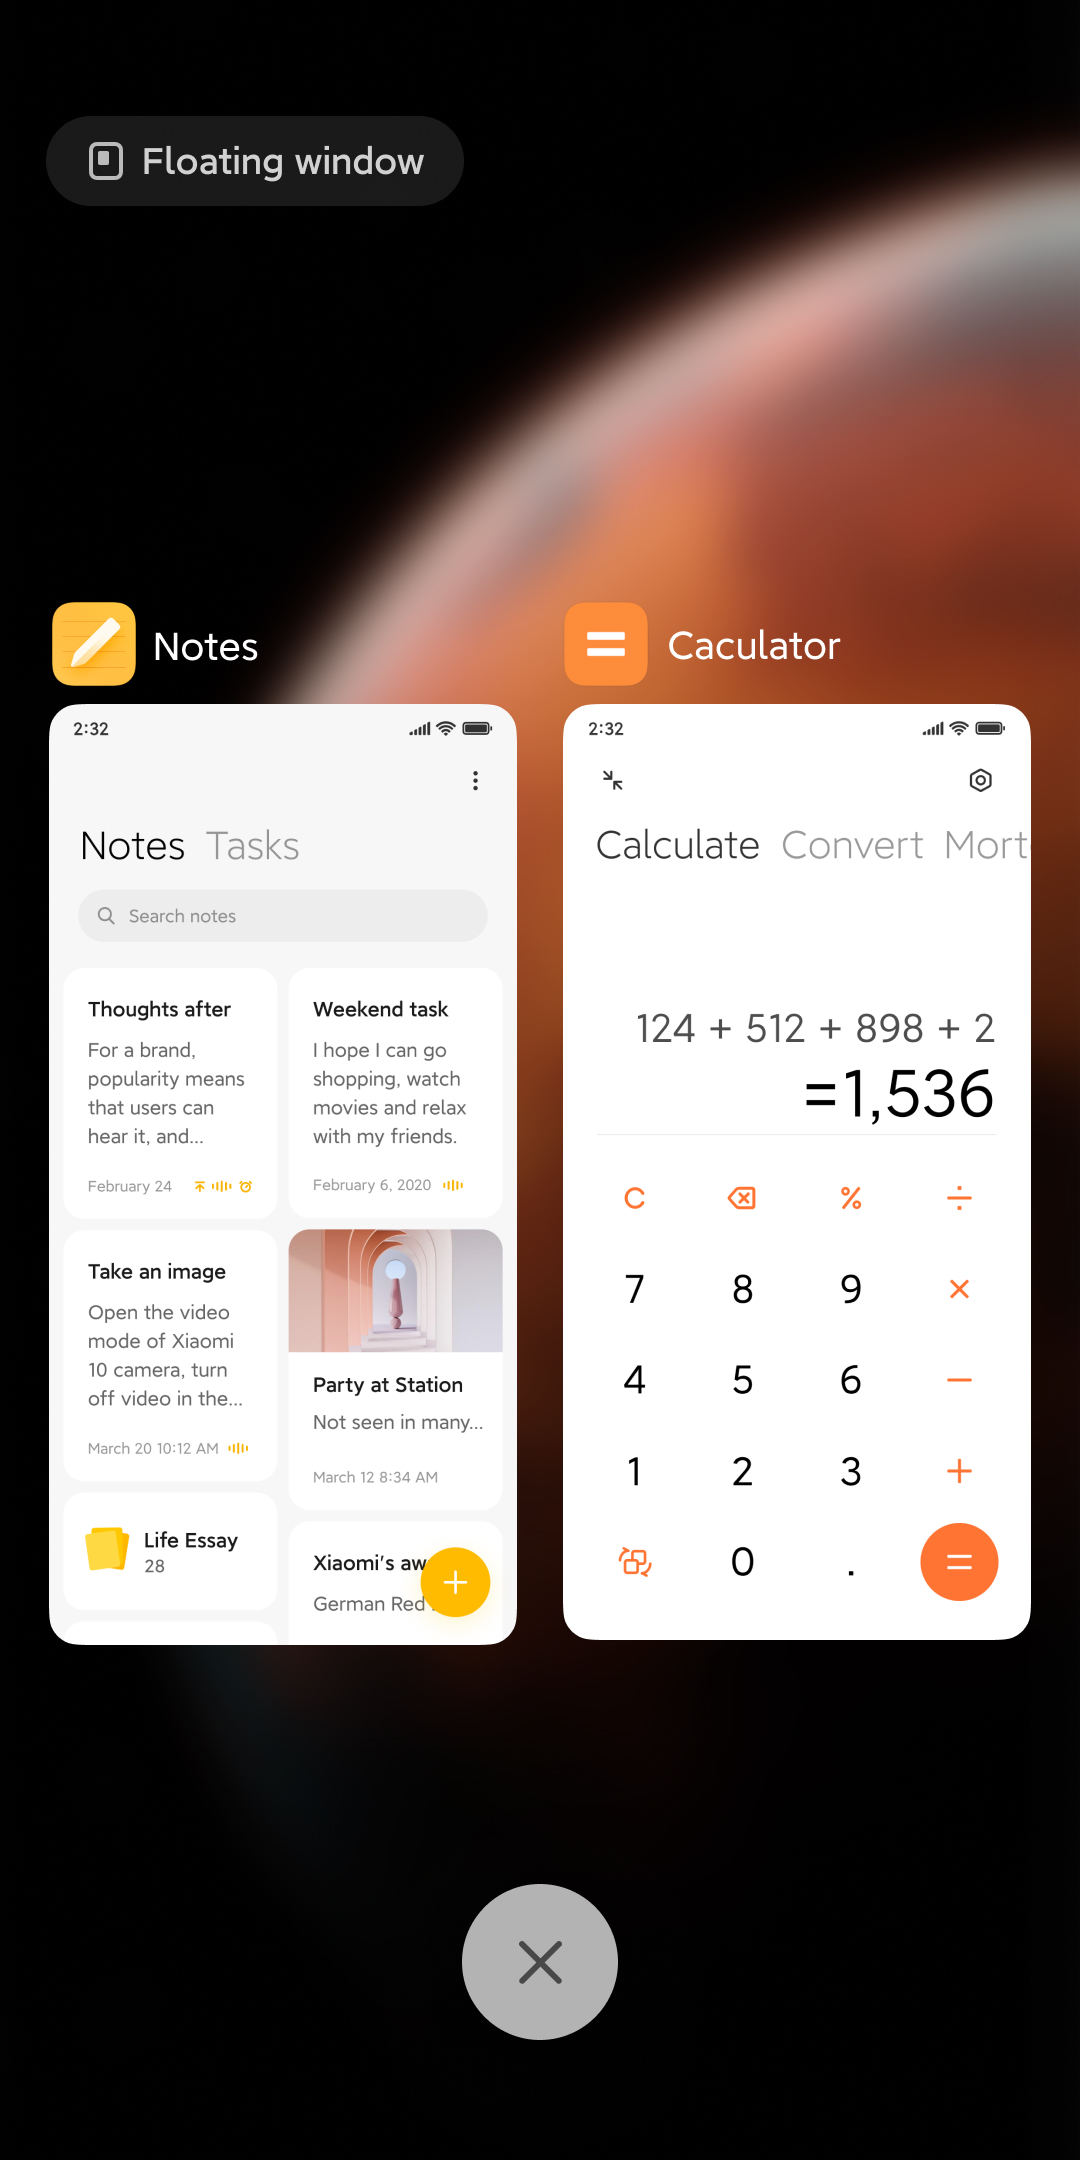 Floating window
Notes
2:32
Notes Tasks
Search notes
Thoughts after
For a brand,
popularity means
that users can
hear it, and...
February 24
Weekend task
I hope I can go
shopping, watch
movies and relax
with my friends.
February 6, 2020
Take an image
Open the video
mode of Xiaomi
10 camera, turn
off video in the...
March 20 10:12 AM
Party at Station
Not seen in many...
March 12 8:34 AM
Life Essay
28
Xiaomi's
German Red
Caculator
2:32
Calculate Convert
124 + 512 + 898 + 2
=1,536
C % ÷
7 8 9 ×
4 5 6 −
1 2 3 +
0 . =